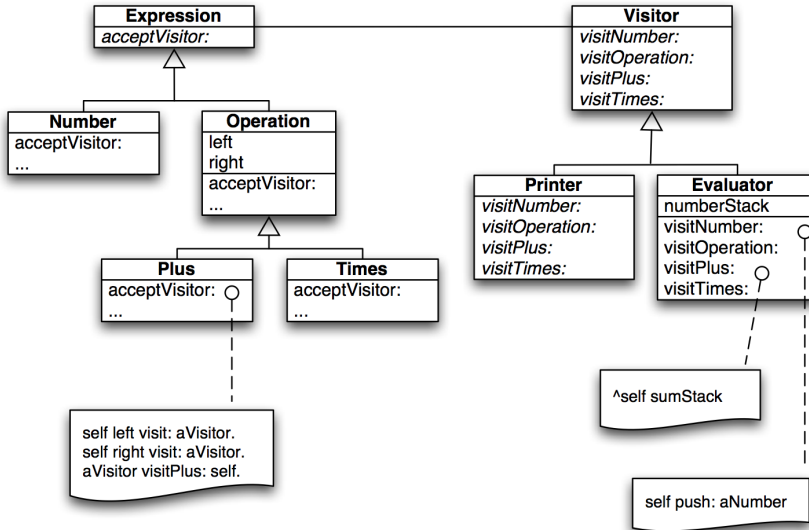 Expression
acceptVisitor:
Visitor
visitNumber:
visitOperation:
visitPlus:
visitTimes:
Number
acceptVisitor:
...
Operation
left
right
acceptVisitor:
...
Printer
visitNumber:
visitOperation:
visitPlus:
visitTimes:
Evaluator
numberStack
visitNumber:
visitOperation:
visitPlus:
visitTimes:
Plus
acceptVisitor:
...
Times
acceptVisitor:
...
self left visit: aVisitor.
self right visit: aVisitor.
aVisitor visitPlus: self.
^self sumStack
self push: aNumber